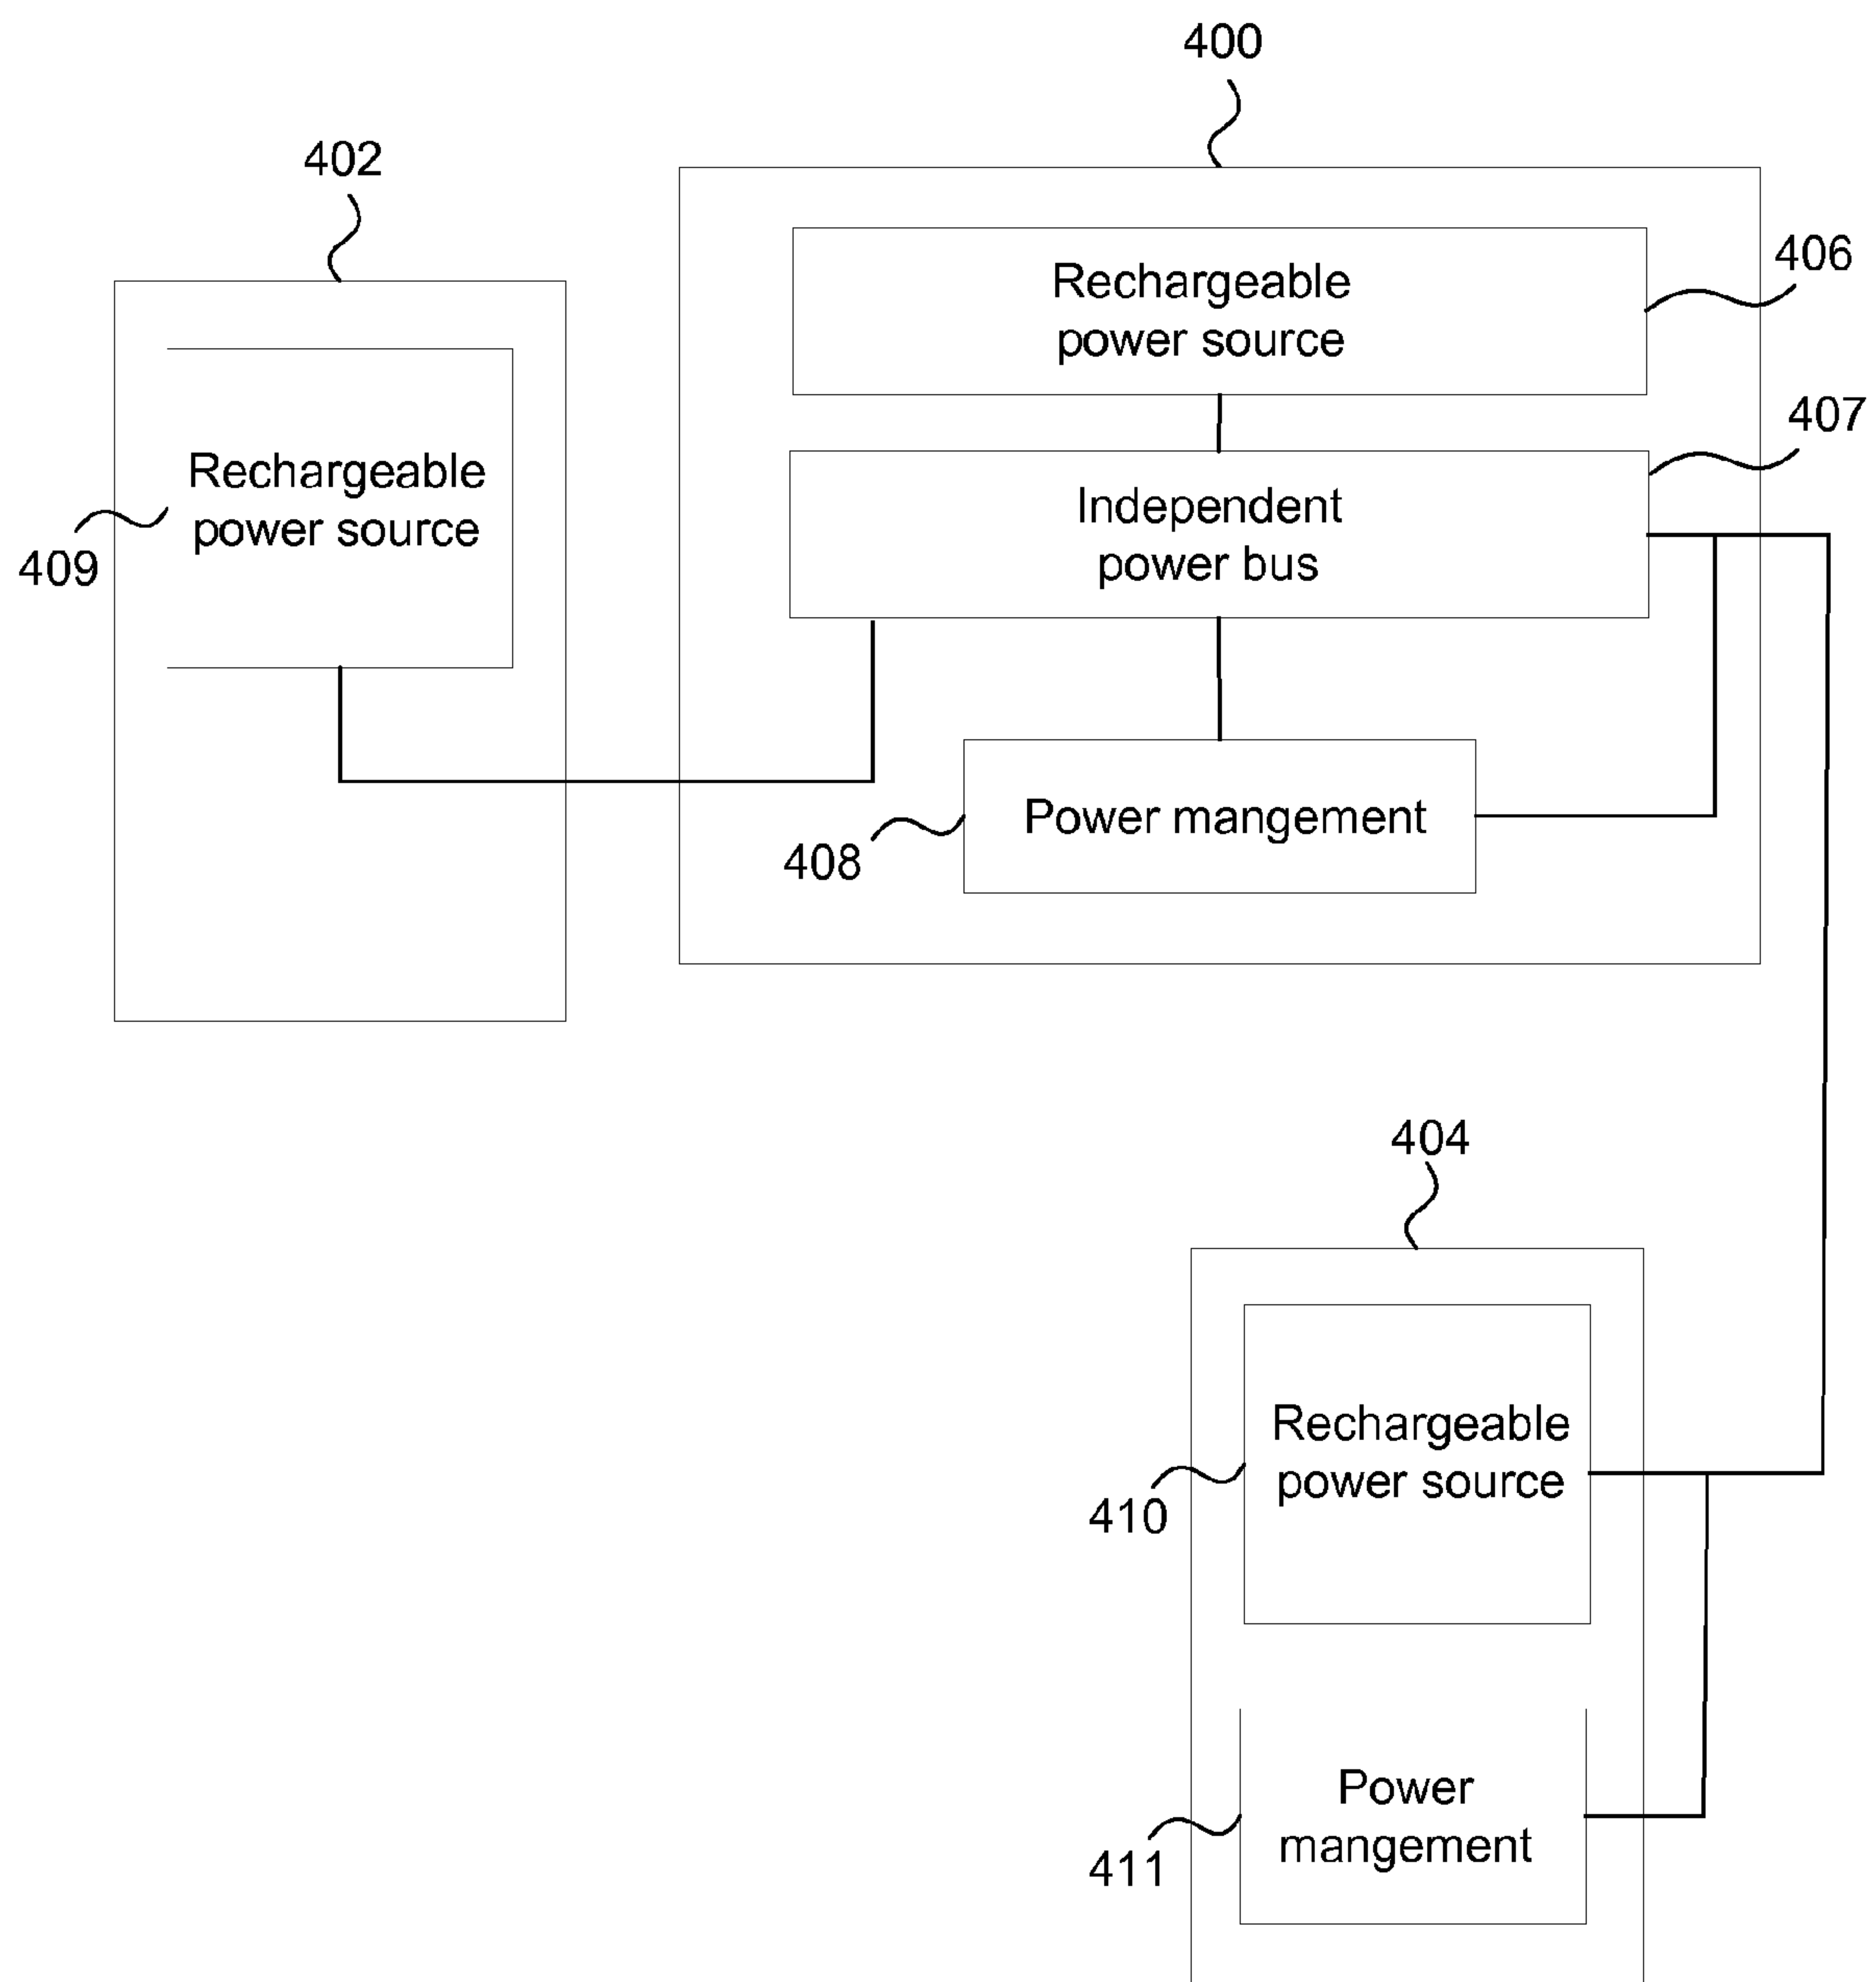 400
402
Rechargeable
power source
406
407
Rechargeable
power source
409
Independent
power bus
Power mangement
408
404
Rechargeable
power source
410
Power
mangement
411